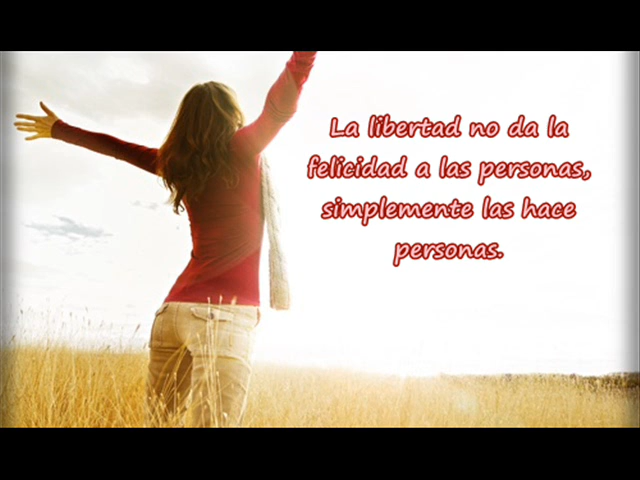 La libertad no da la
felicidad a las personas,
simplemente las hace
personas.